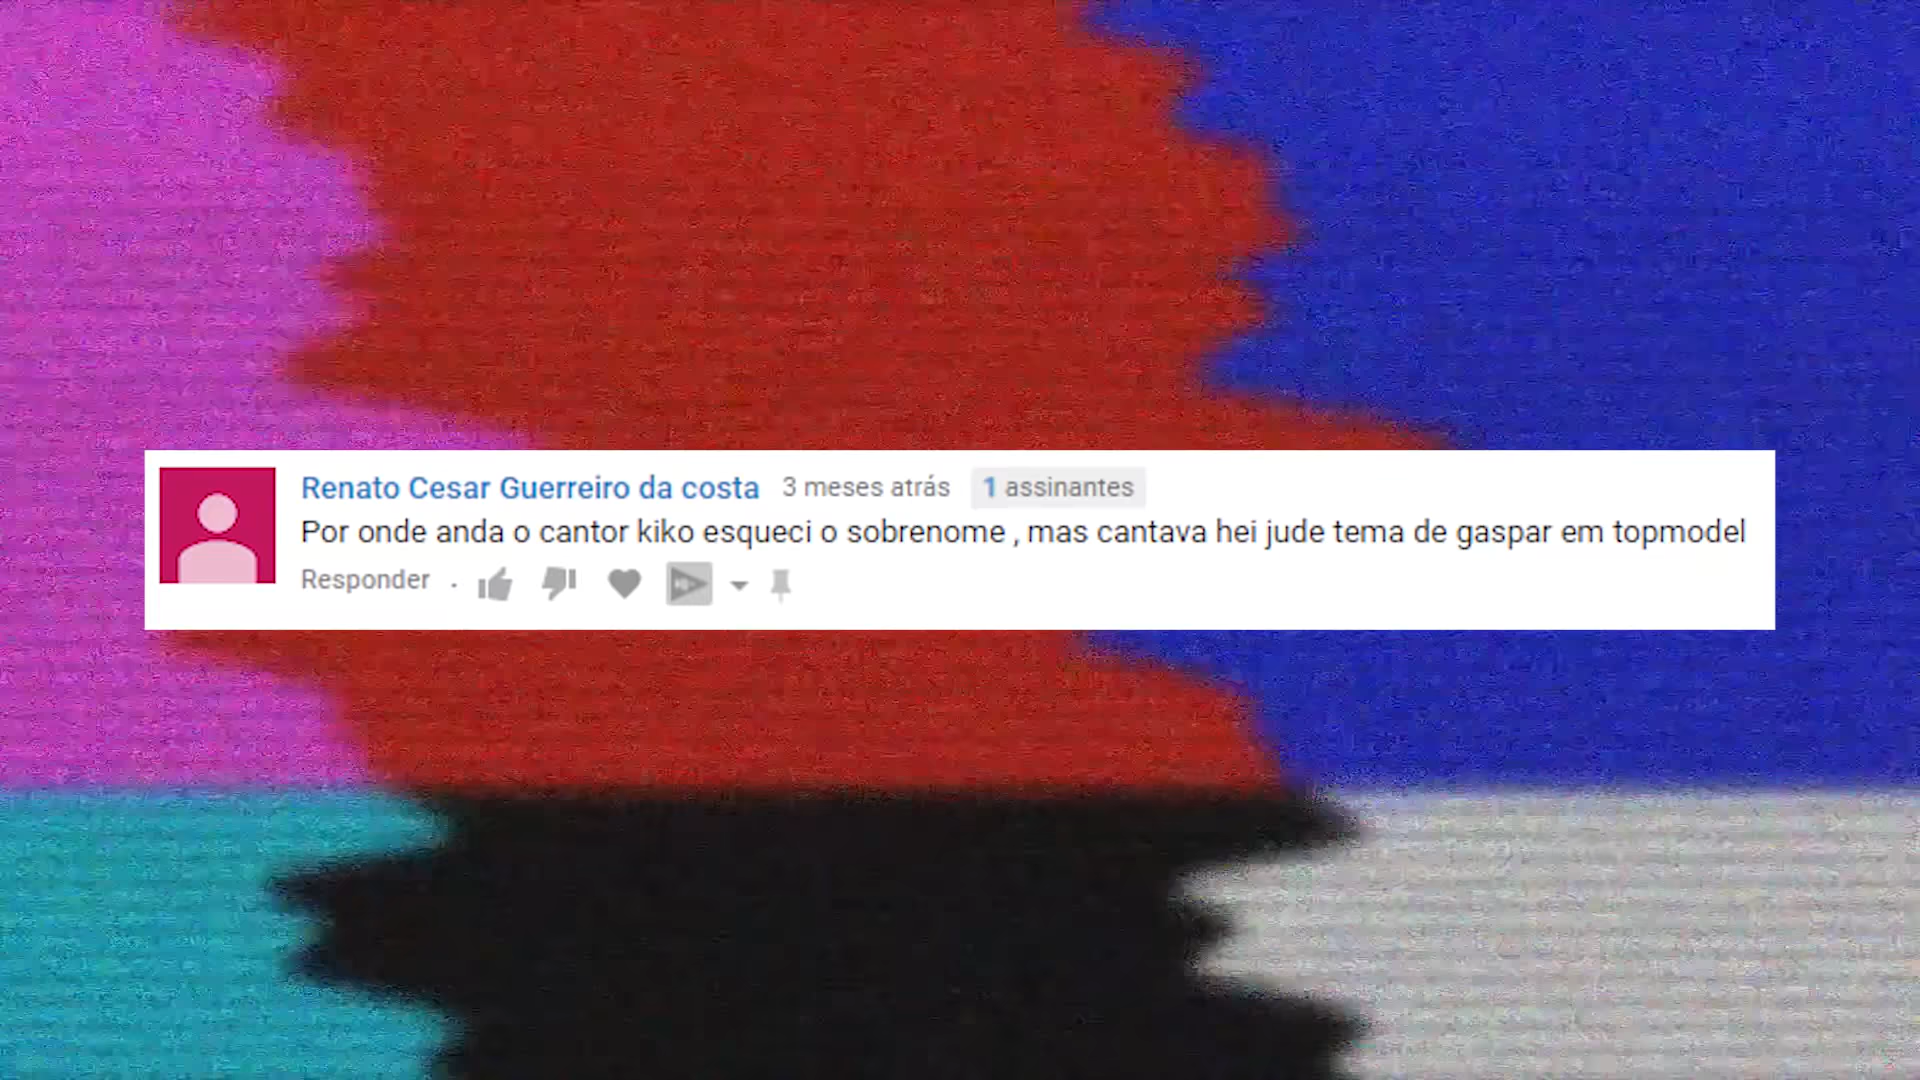 Renato Cesar Guerreiro da costa 3 meses atrás 1 assinantes
Por onde anda o cantor kiko esqueci o sobrenome , mas cantava hei jude tema de gaspar em topmodel
Responder .